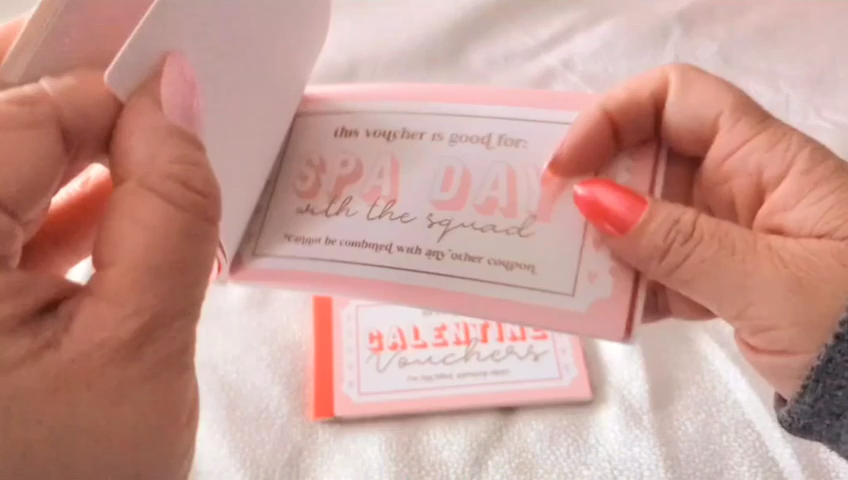 this voucher is good for:
SPA DAY
with the squad
*cannot be combined with any other coupon
GALENTINE
Vouchers